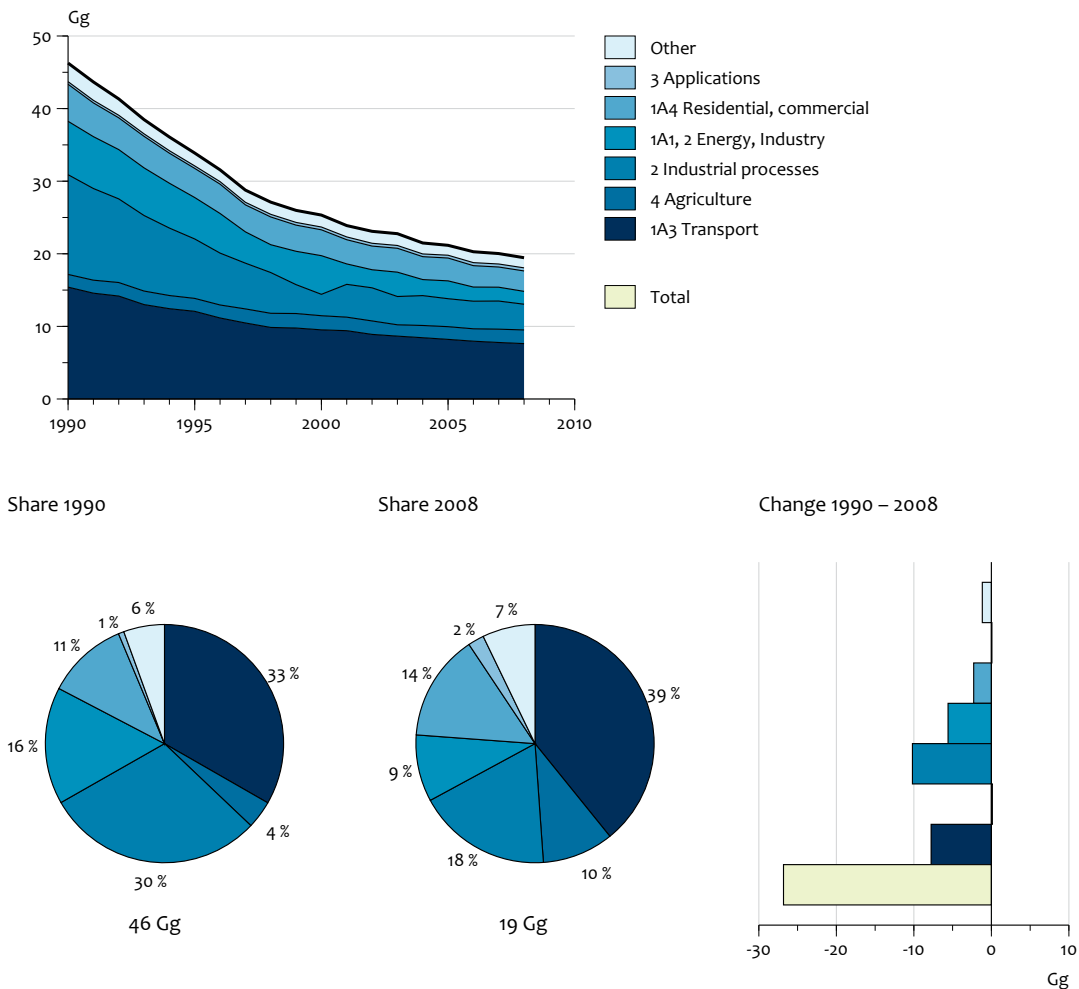 Gg
50
40
30
20
10
0
1990 1995 2000 2005 2010
Other
3 Applications
1A4 Residential, commercial
1A1, 2 Energy, Industry
2 Industrial processes
4 Agriculture
1A3 Transport
Total
Share 1990
6 %
1 %
11 %
33 %
16 %
4 %
30 %
46 Gg
Share 2008
7 %
2 %
14 %
39 %
9 %
18 %
10 %
19 Gg
Change 1990 – 2008
-30 -20 -10 0 10
Gg